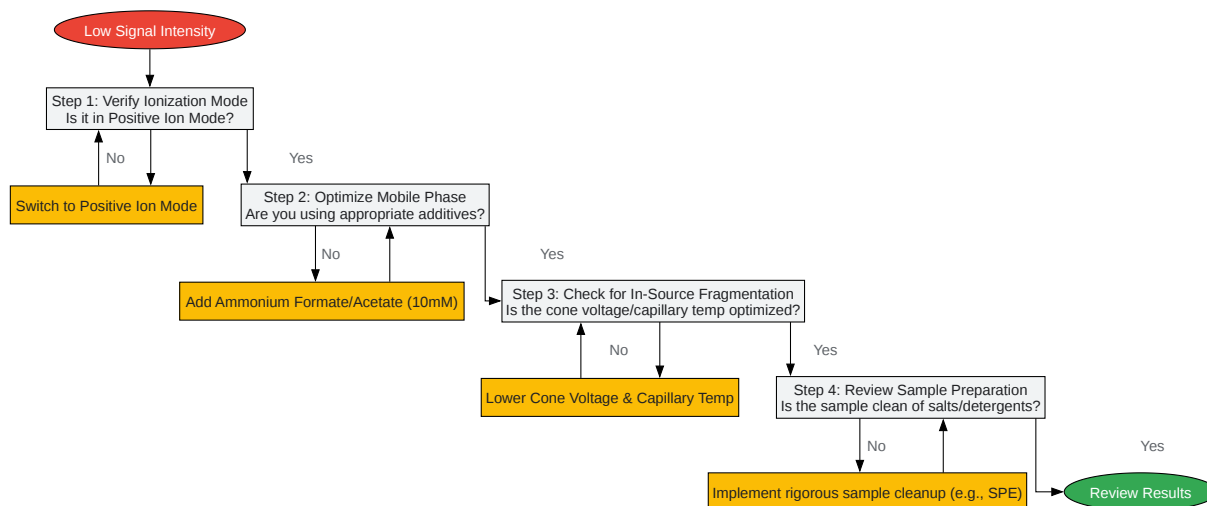 Low Signal Intensity
Step 1: Verify Ionization Mode
Is it in Positive Ion Mode?
No
Yes
Switch to Positive Ion Mode
Step 2: Optimize Mobile Phase
Are you using appropriate additives?
No
Yes
Add Ammonium Formate/Acetate (10mM)
Step 3: Check for In-Source Fragmentation
Is the cone voltage/capillary temp optimized?
No
Yes
Lower Cone Voltage & Capillary Temp
Step 4: Review Sample Preparation
Is the sample clean of salts/detergents?
No
Yes
Implement rigorous sample cleanup (e.g., SPE)
Review Results